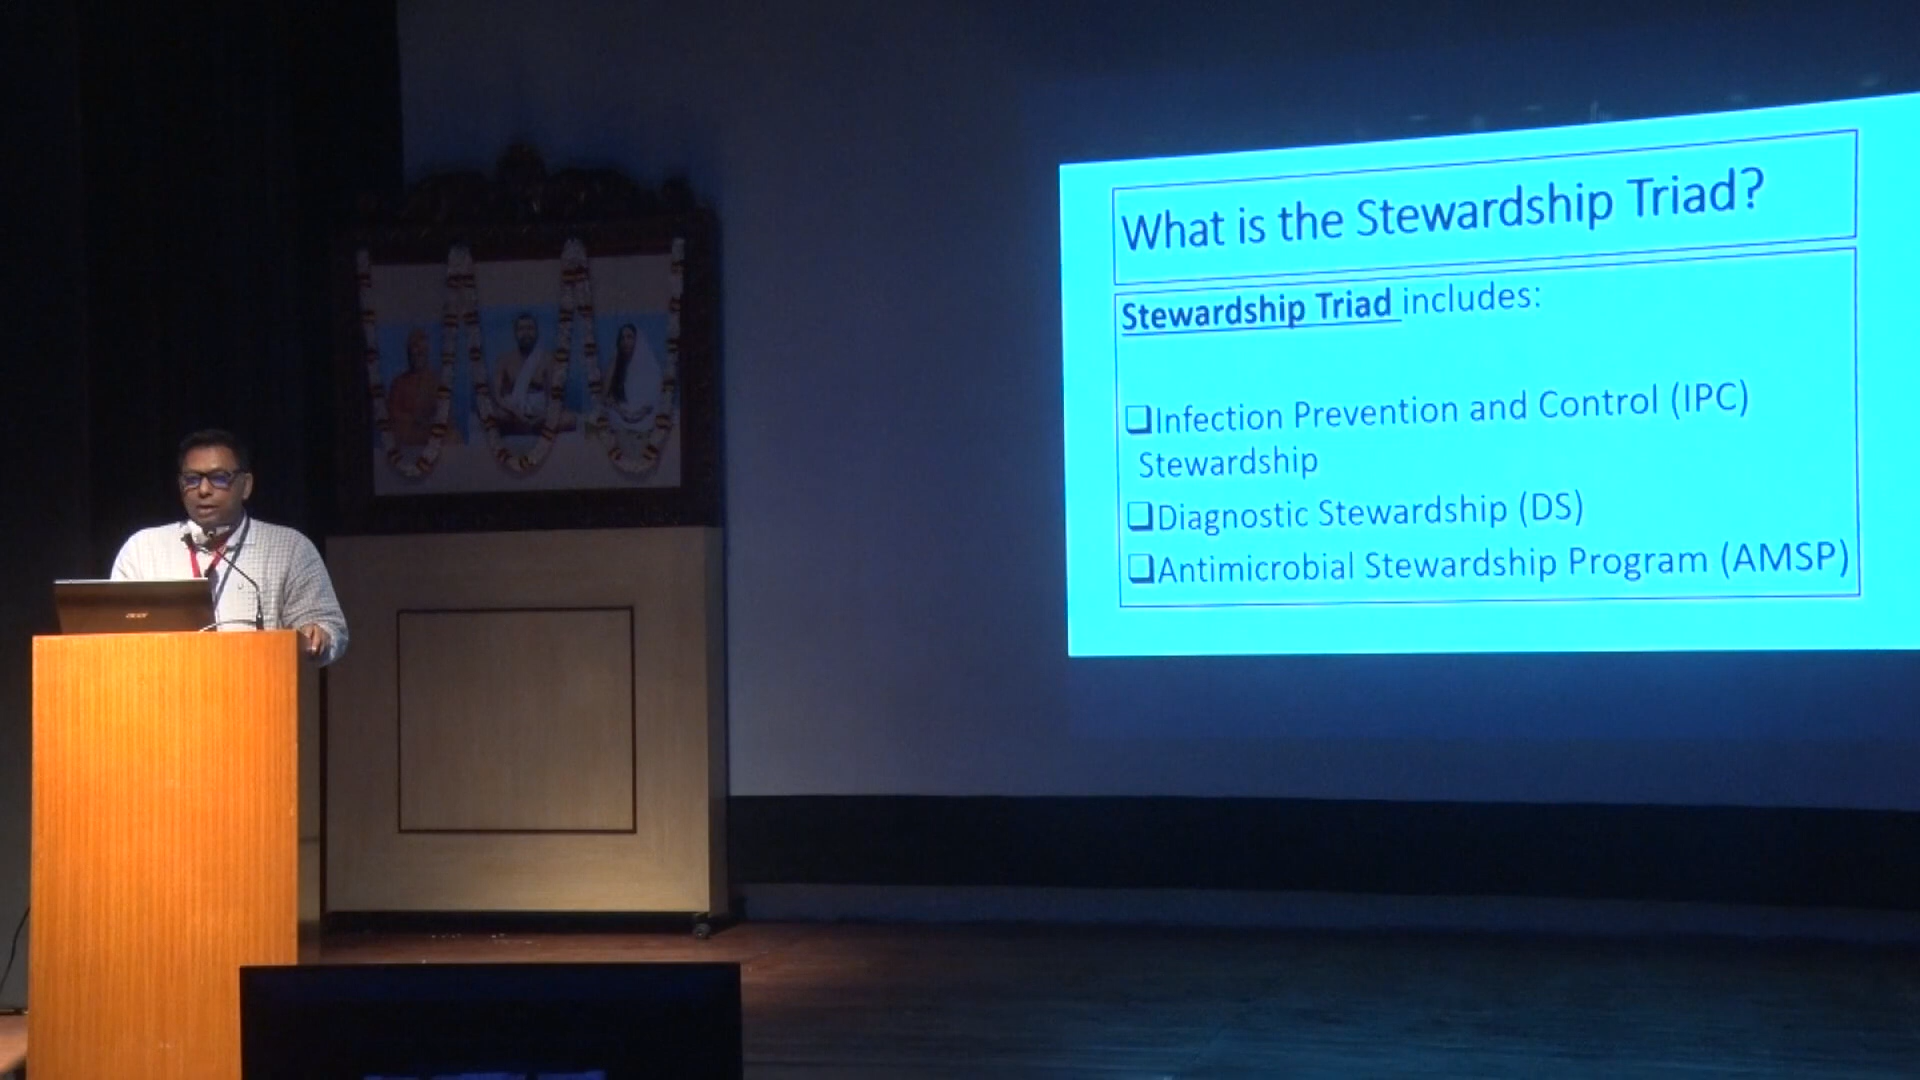 What is the Stewardship Triad?
Stewardship Triad includes:
Infection Prevention and Control (IPC)
Stewardship
Diagnostic Stewardship (DS)
Antimicrobial Stewardship Program (AMSP)
acer